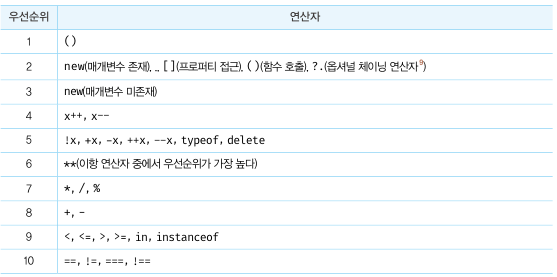 우선순위 연산자
1 ()
2 new(매개변수 존재), ., [](프로퍼티 접근), ()(함수 호출), ?.(옵셔널 체이닝 연산자9)
3 new(매개변수 미존재)
4 x++, x--
5 !x, +x, -x, ++x, --x, typeof, delete
6 **(이항 연산자 중에서 우선순위가 가장 높다)
7 *, /, %
8 +, -
9 <, <=, >, >=, in, instanceof
10 ==, !=, ===, !==